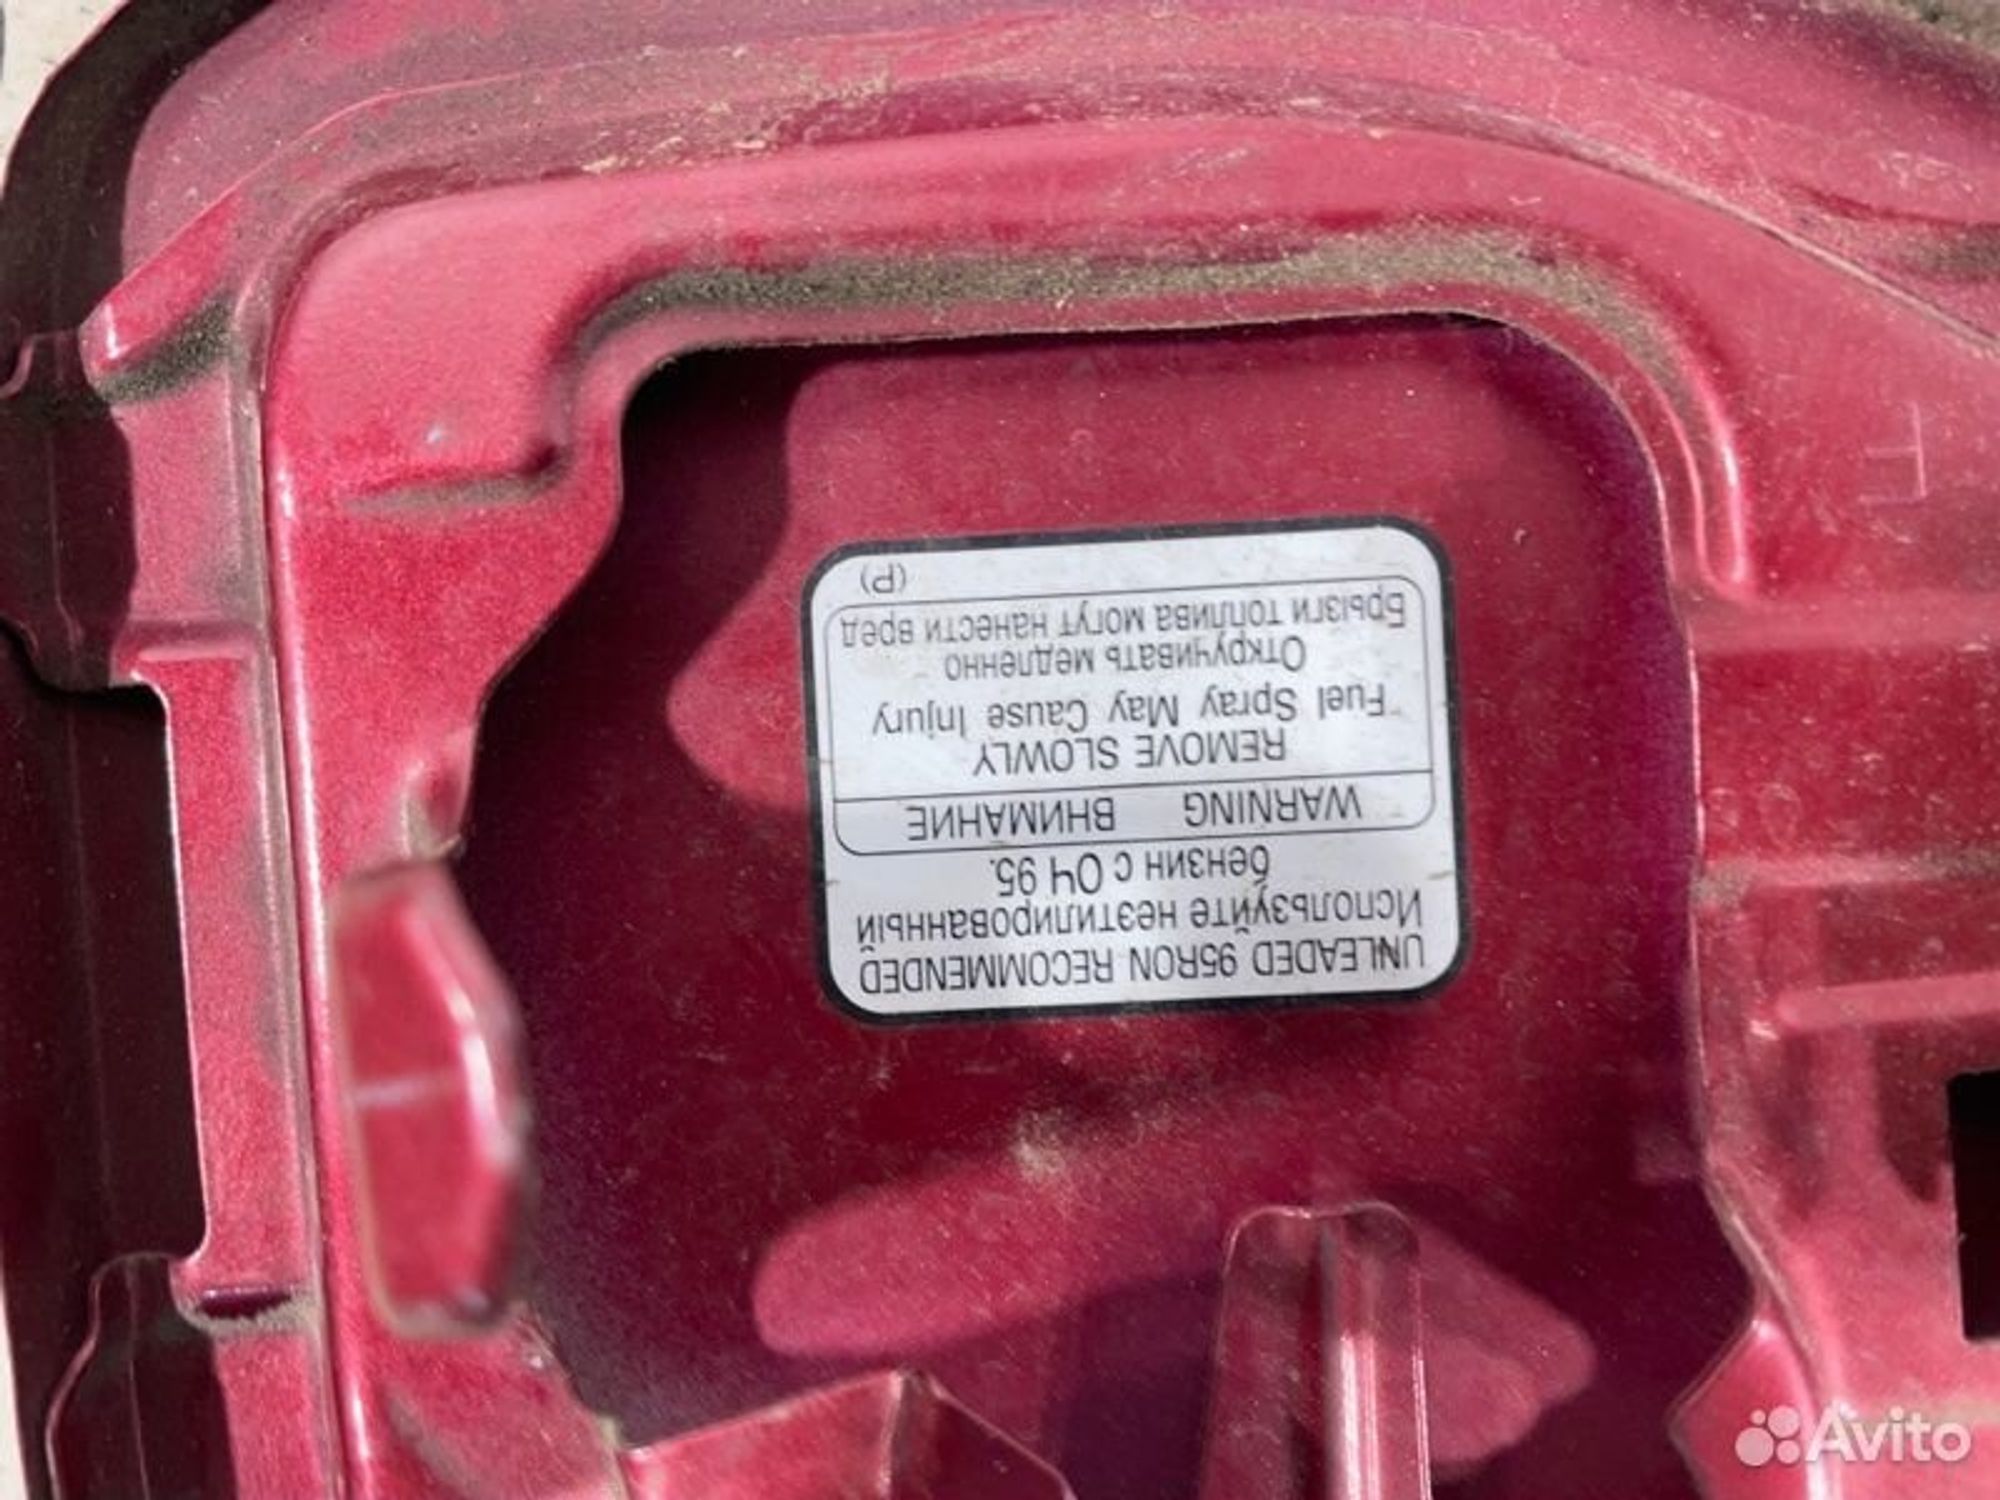 UNLEADED 95RON RECOMMENDED
Используйте неэтилированный
бензин с ОЧ 95.
WARNING ВНИМАНИЕ
REMOVE SLOWLY
Fuel Spray May Cause Injury
Откручивать медленно
Брызги топлива могут нанести вред
(P)
Avito